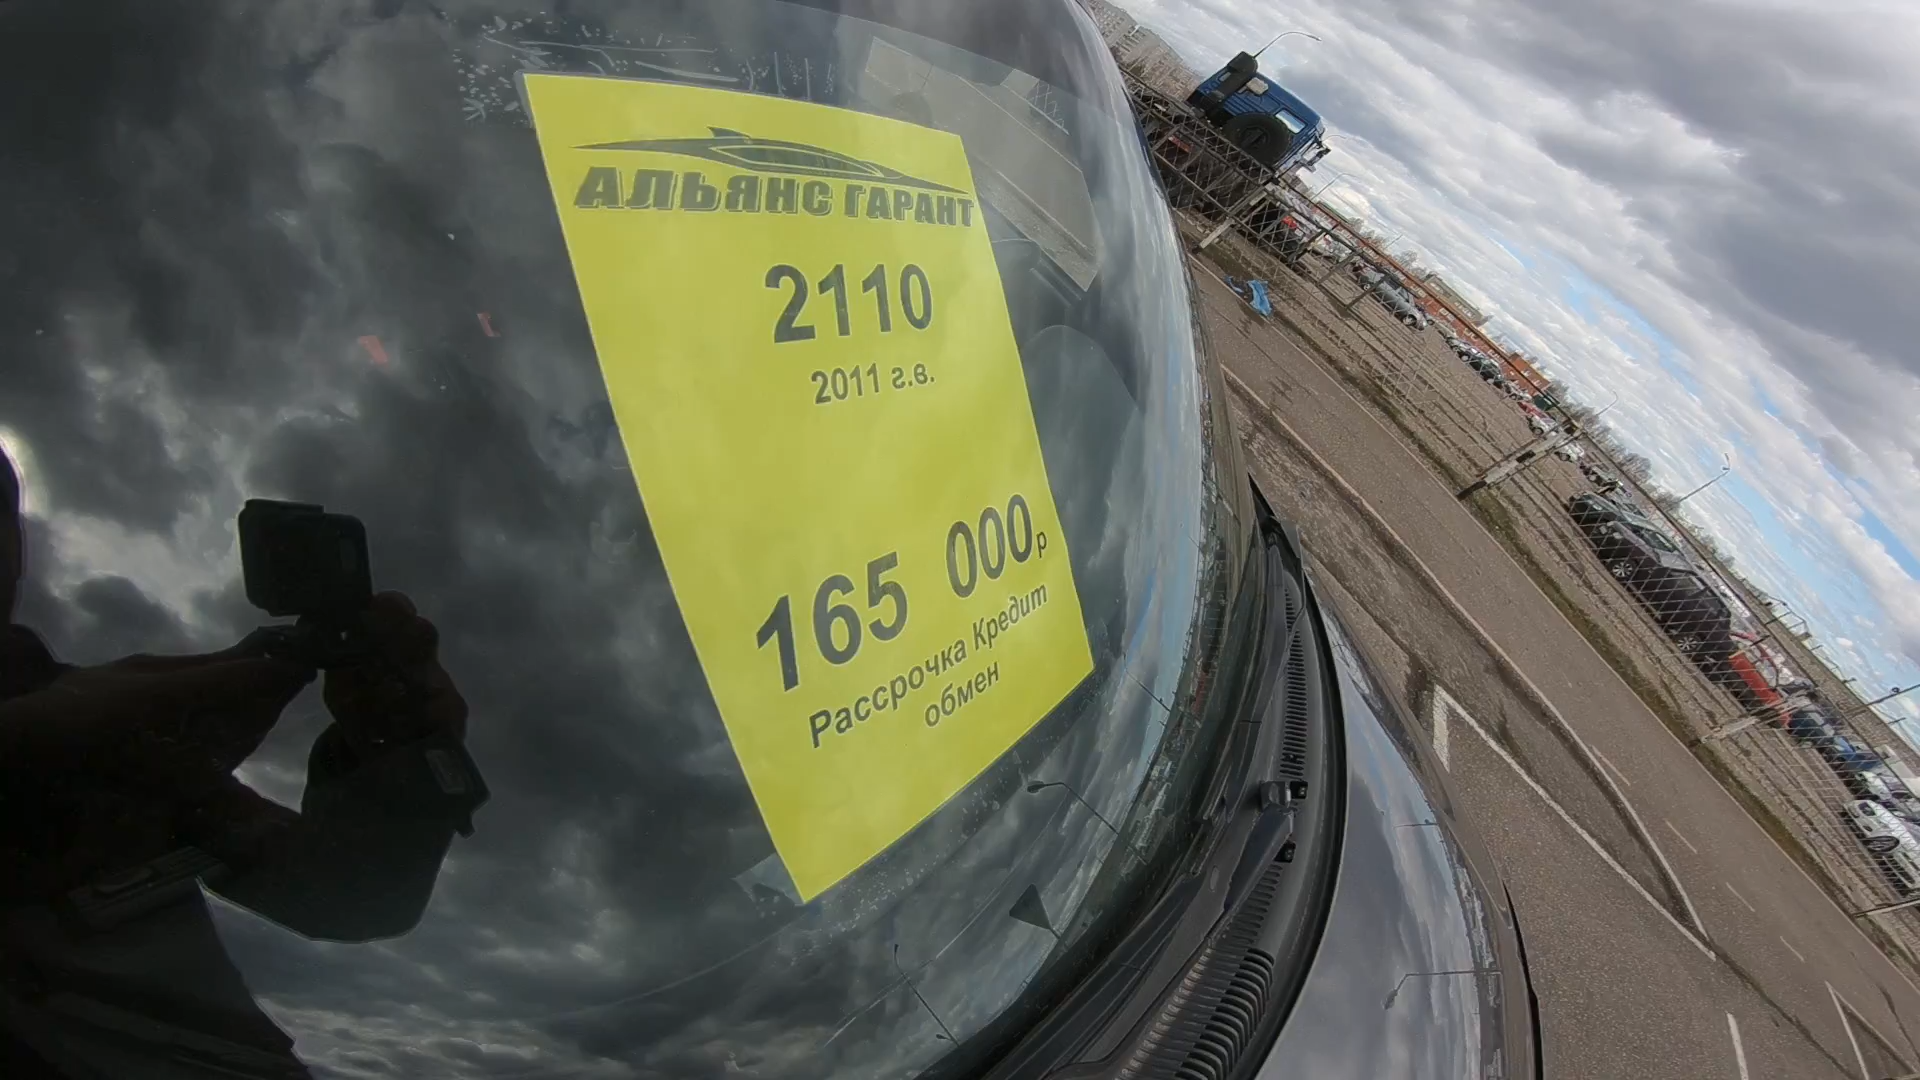 АЛЬЯНС ГАРАНТ
2110
2011 г.в.
165 000р
Рассрочка Кредит
обмен